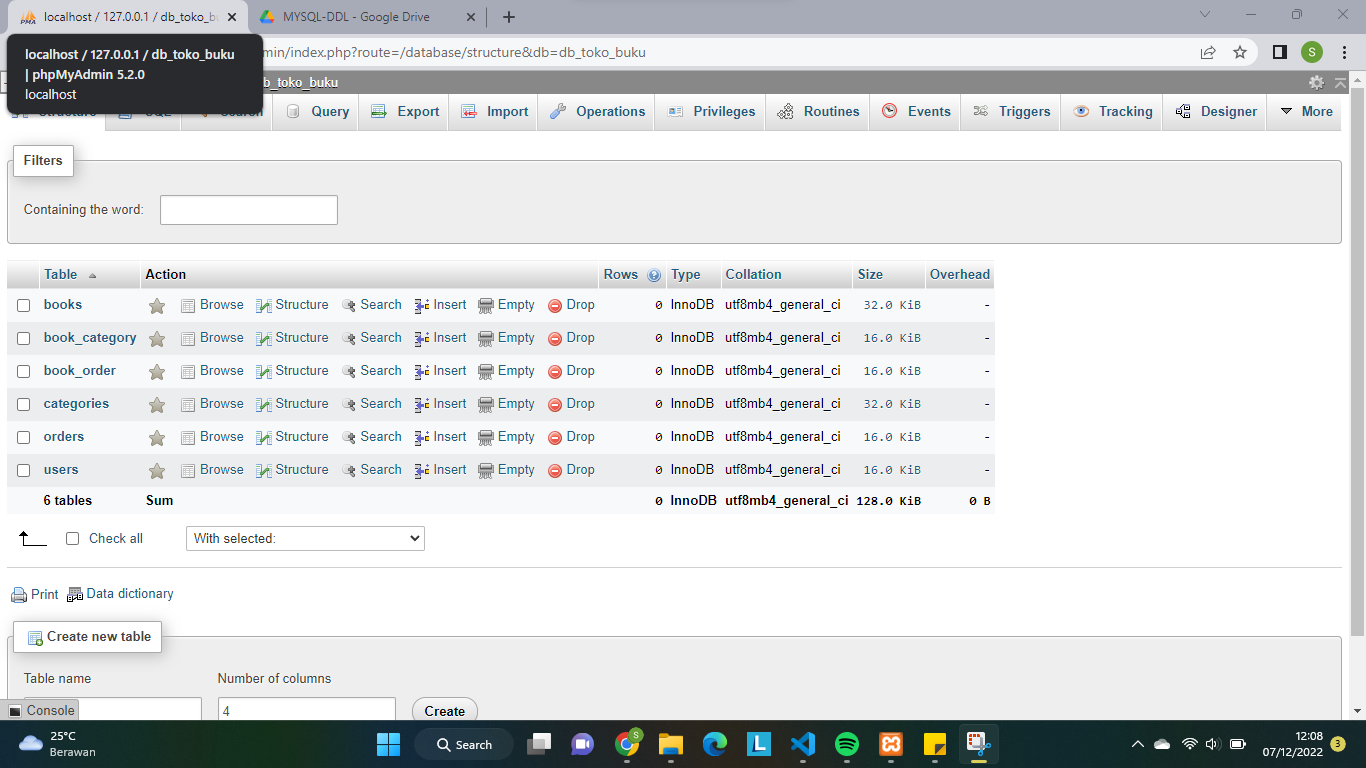 localhost / 127.0.0.1 / db_toko_bu
MYSQL-DDL - Google Drive
localhost / 127.0.0.1 / db_toko_buku
| phpMyAdmin 5.2.0
localhost
min/index.php?route=/database/structure&db=db_toko_buku
S
db_toko_buku
Structure SQL Search Query Export Import Operations Privileges Routines Events Triggers Tracking Designer More
Filters
Containing the word:
Table Action Rows Type Collation Size Overhead
books Browse Structure Search Insert Empty Drop 0 InnoDB utf8mb4_general_ci 32.0 KiB -
book_category Browse Structure Search Insert Empty Drop 0 InnoDB utf8mb4_general_ci 16.0 KiB -
book_order Browse Structure Search Insert Empty Drop 0 InnoDB utf8mb4_general_ci 16.0 KiB -
categories Browse Structure Search Insert Empty Drop 0 InnoDB utf8mb4_general_ci 32.0 KiB -
orders Browse Structure Search Insert Empty Drop 0 InnoDB utf8mb4_general_ci 16.0 KiB -
users Browse Structure Search Insert Empty Drop 0 InnoDB utf8mb4_general_ci 16.0 KiB -
6 tables Sum 0 InnoDB utf8mb4_general_ci 128.0 KiB 0 B
Check all With selected:
Print Data dictionary
Create new table
Table name Number of columns
4 Create
Console
25°C
Berawan
Search
12:08
07/12/2022
3